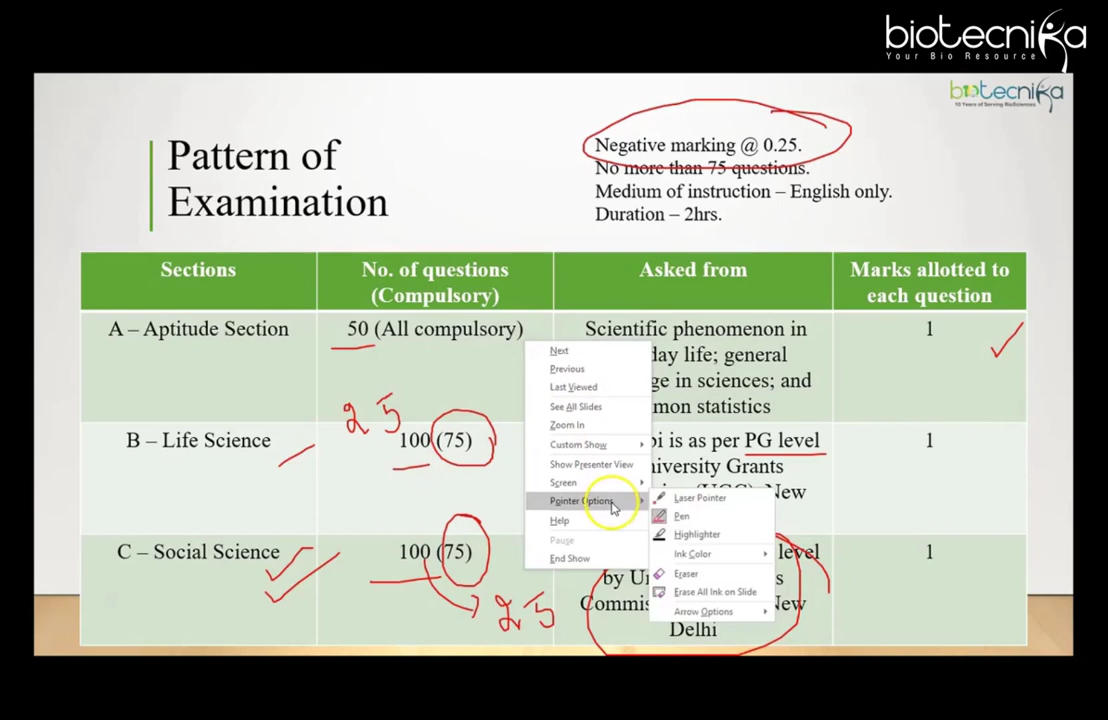 biotecnika
Your Bio Resource
biotecnika
10 Years of Serving BioSciences
Pattern of
Examination
Negative marking @ 0.25.
No more than 75 questions.
Medium of instruction – English only.
Duration – 2hrs.
Sections
No. of questions
(Compulsory)
Asked from
Marks allotted to
each question
A – Aptitude Section
50 (All compulsory)
Scientific phenomenon in
day life; general
in sciences; and
statistics
1
25
B – Life Science
100 (75)
is as per PG level
Grants
New
1
C – Social Science
100 (75)
level
by
New
Delhi
1
25
Next
Previous
Last Viewed
See All Slides
Zoom In
Custom Show
Show Presenter View
Screen
Pointer Options
Help
Pause
End Show
Laser Pointer
Pen
Highlighter
Ink Color
Eraser
Erase All Ink on Slide
Arrow Options